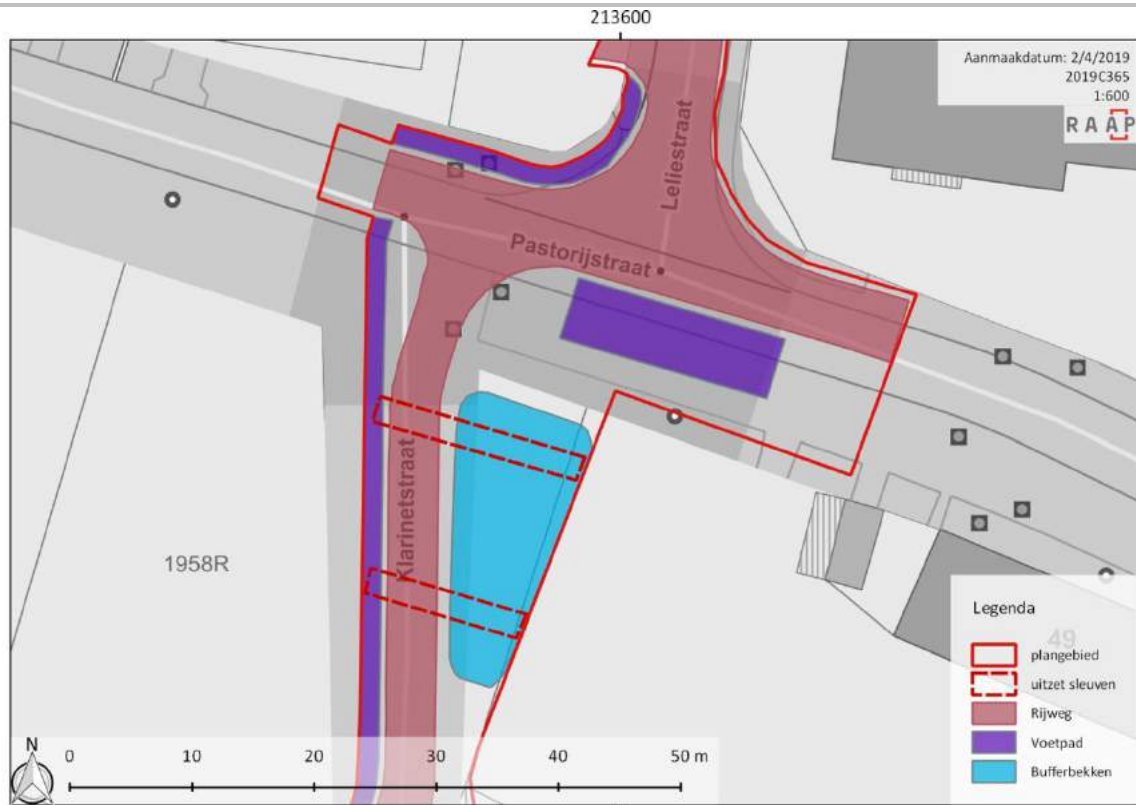 213600
Aanmaakdatum: 2/4/2019
2019C365
1:600
RAAP
Leliestraat
Pastorijstraat
Klarinetstraat
1958R
Legenda
49
plangebied
uitzet sleuven
Rijweg
Voetpad
Bufferbekken
N
0 10 20 30 40 50 m